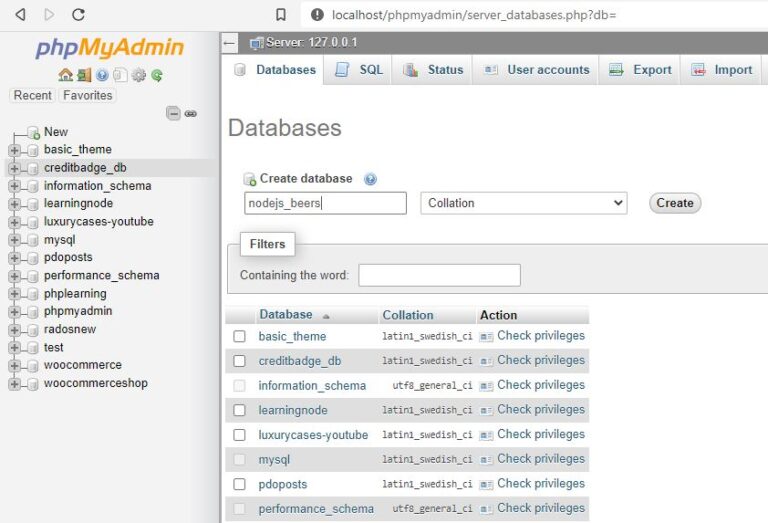 localhost/phpmyadmin/server_databases.php?db=
phpMyAdmin
Recent Favorites
New
basic_theme
creditbadge_db
information_schema
learningnode
luxurycases-youtube
mysql
pdoposts
performance_schema
phplearning
phpmyadmin
radosnew
test
woocommerce
woocommerceshop
Server: 127.0.0.1
Databases SQL Status User accounts Export Import
Databases
Create database
nodejs_beers Collation Create
Filters
Containing the word:
Database Collation Action
basic_theme latin1_swedish_ci Check privileges
creditbadge_db latin1_swedish_ci Check privileges
information_schema utf8_general_ci Check privileges
learningnode latin1_swedish_ci Check privileges
luxurycases-youtube latin1_swedish_ci Check privileges
mysql latin1_swedish_ci Check privileges
pdoposts latin1_swedish_ci Check privileges
performance_schema utf8_general_ci Check privileges